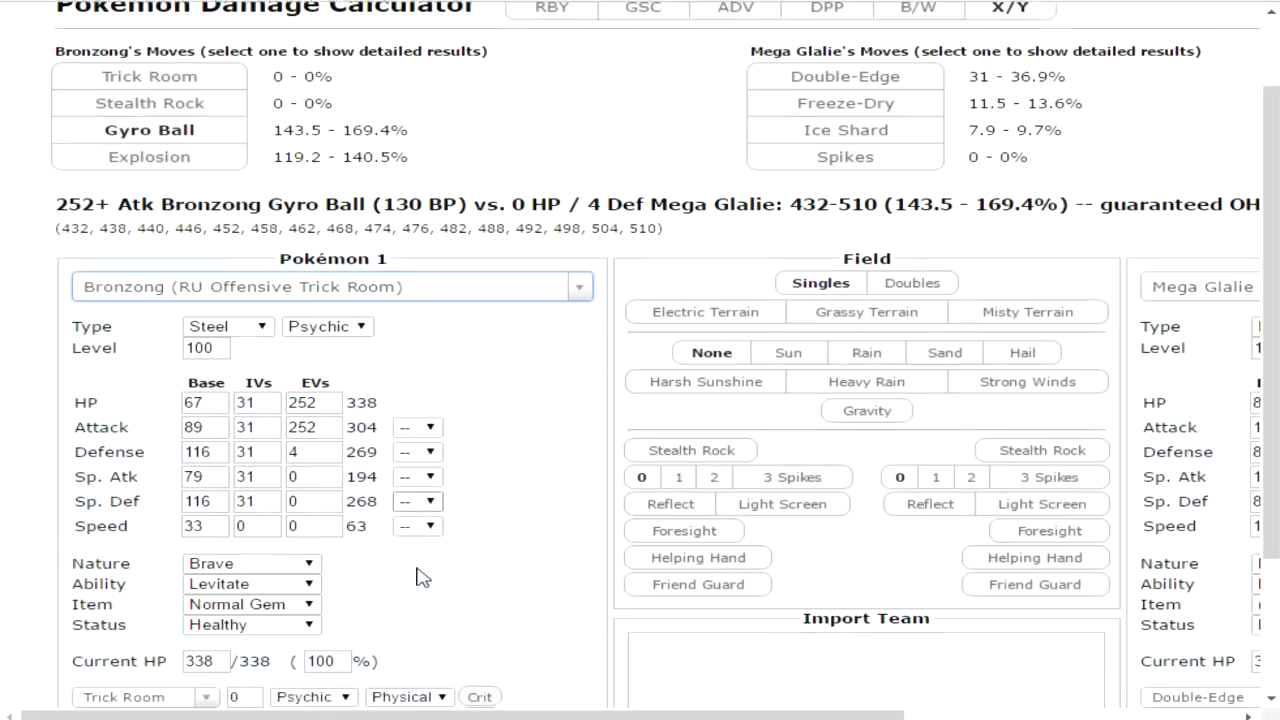 Pokémon Damage Calculator
RBY GSC ADV DPP B/W X/Y
Bronzong's Moves (select one to show detailed results)
Trick Room 0 - 0%
Stealth Rock 0 - 0%
Gyro Ball 143.5 - 169.4%
Explosion 119.2 - 140.5%
Mega Glalie's Moves (select one to show detailed results)
Double-Edge 31 - 36.9%
Freeze-Dry 11.5 - 13.6%
Ice Shard 7.9 - 9.7%
Spikes 0 - 0%
252+ Atk Bronzong Gyro Ball (130 BP) vs. 0 HP / 4 Def Mega Glalie: 432-510 (143.5 - 169.4%) -- guaranteed OH
(432, 438, 440, 446, 452, 458, 462, 468, 474, 476, 482, 488, 492, 498, 504, 510)
Pokémon 1
Bronzong (RU Offensive Trick Room)
Type Steel Psychic
Level 100
Base IVs EVs
HP 67 31 252 338
Attack 89 31 252 304 --
Defense 116 31 4 269 --
Sp. Atk 79 31 0 194 --
Sp. Def 116 31 0 268 --
Speed 33 0 0 63 --
Nature Brave
Ability Levitate
Item Normal Gem
Status Healthy
Current HP 338 /338 ( 100 %)
Trick Room 0 Psychic Physical Crit
Field
Singles Doubles
Electric Terrain Grassy Terrain Misty Terrain
None Sun Rain Sand Hail
Harsh Sunshine Heavy Rain Strong Winds
Gravity
Stealth Rock Stealth Rock
0 1 2 3 Spikes 0 1 2 3 Spikes
Reflect Light Screen Reflect Light Screen
Foresight Foresight
Helping Hand Helping Hand
Friend Guard Friend Guard
Import Team
Mega Glalie
Type
Level 1
HP 8
Attack 1
Defense 8
Sp. Atk 8
Sp. Def 8
Speed 1
Nature
Ability
Item
Status
Current HP 3
Double-Edge